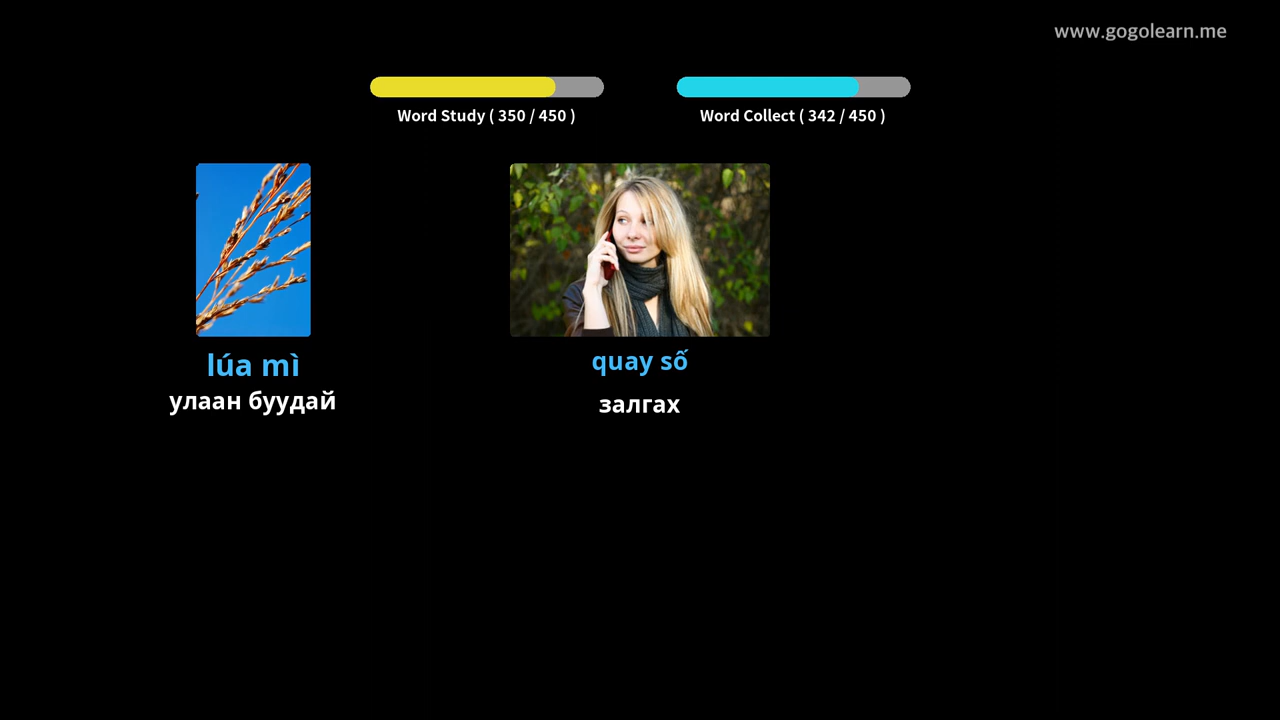 www.gogolearn.me
Word Study ( 350 / 450 )
Word Collect ( 342 / 450 )
lúa mì
улаан буудай
quay số
залгах